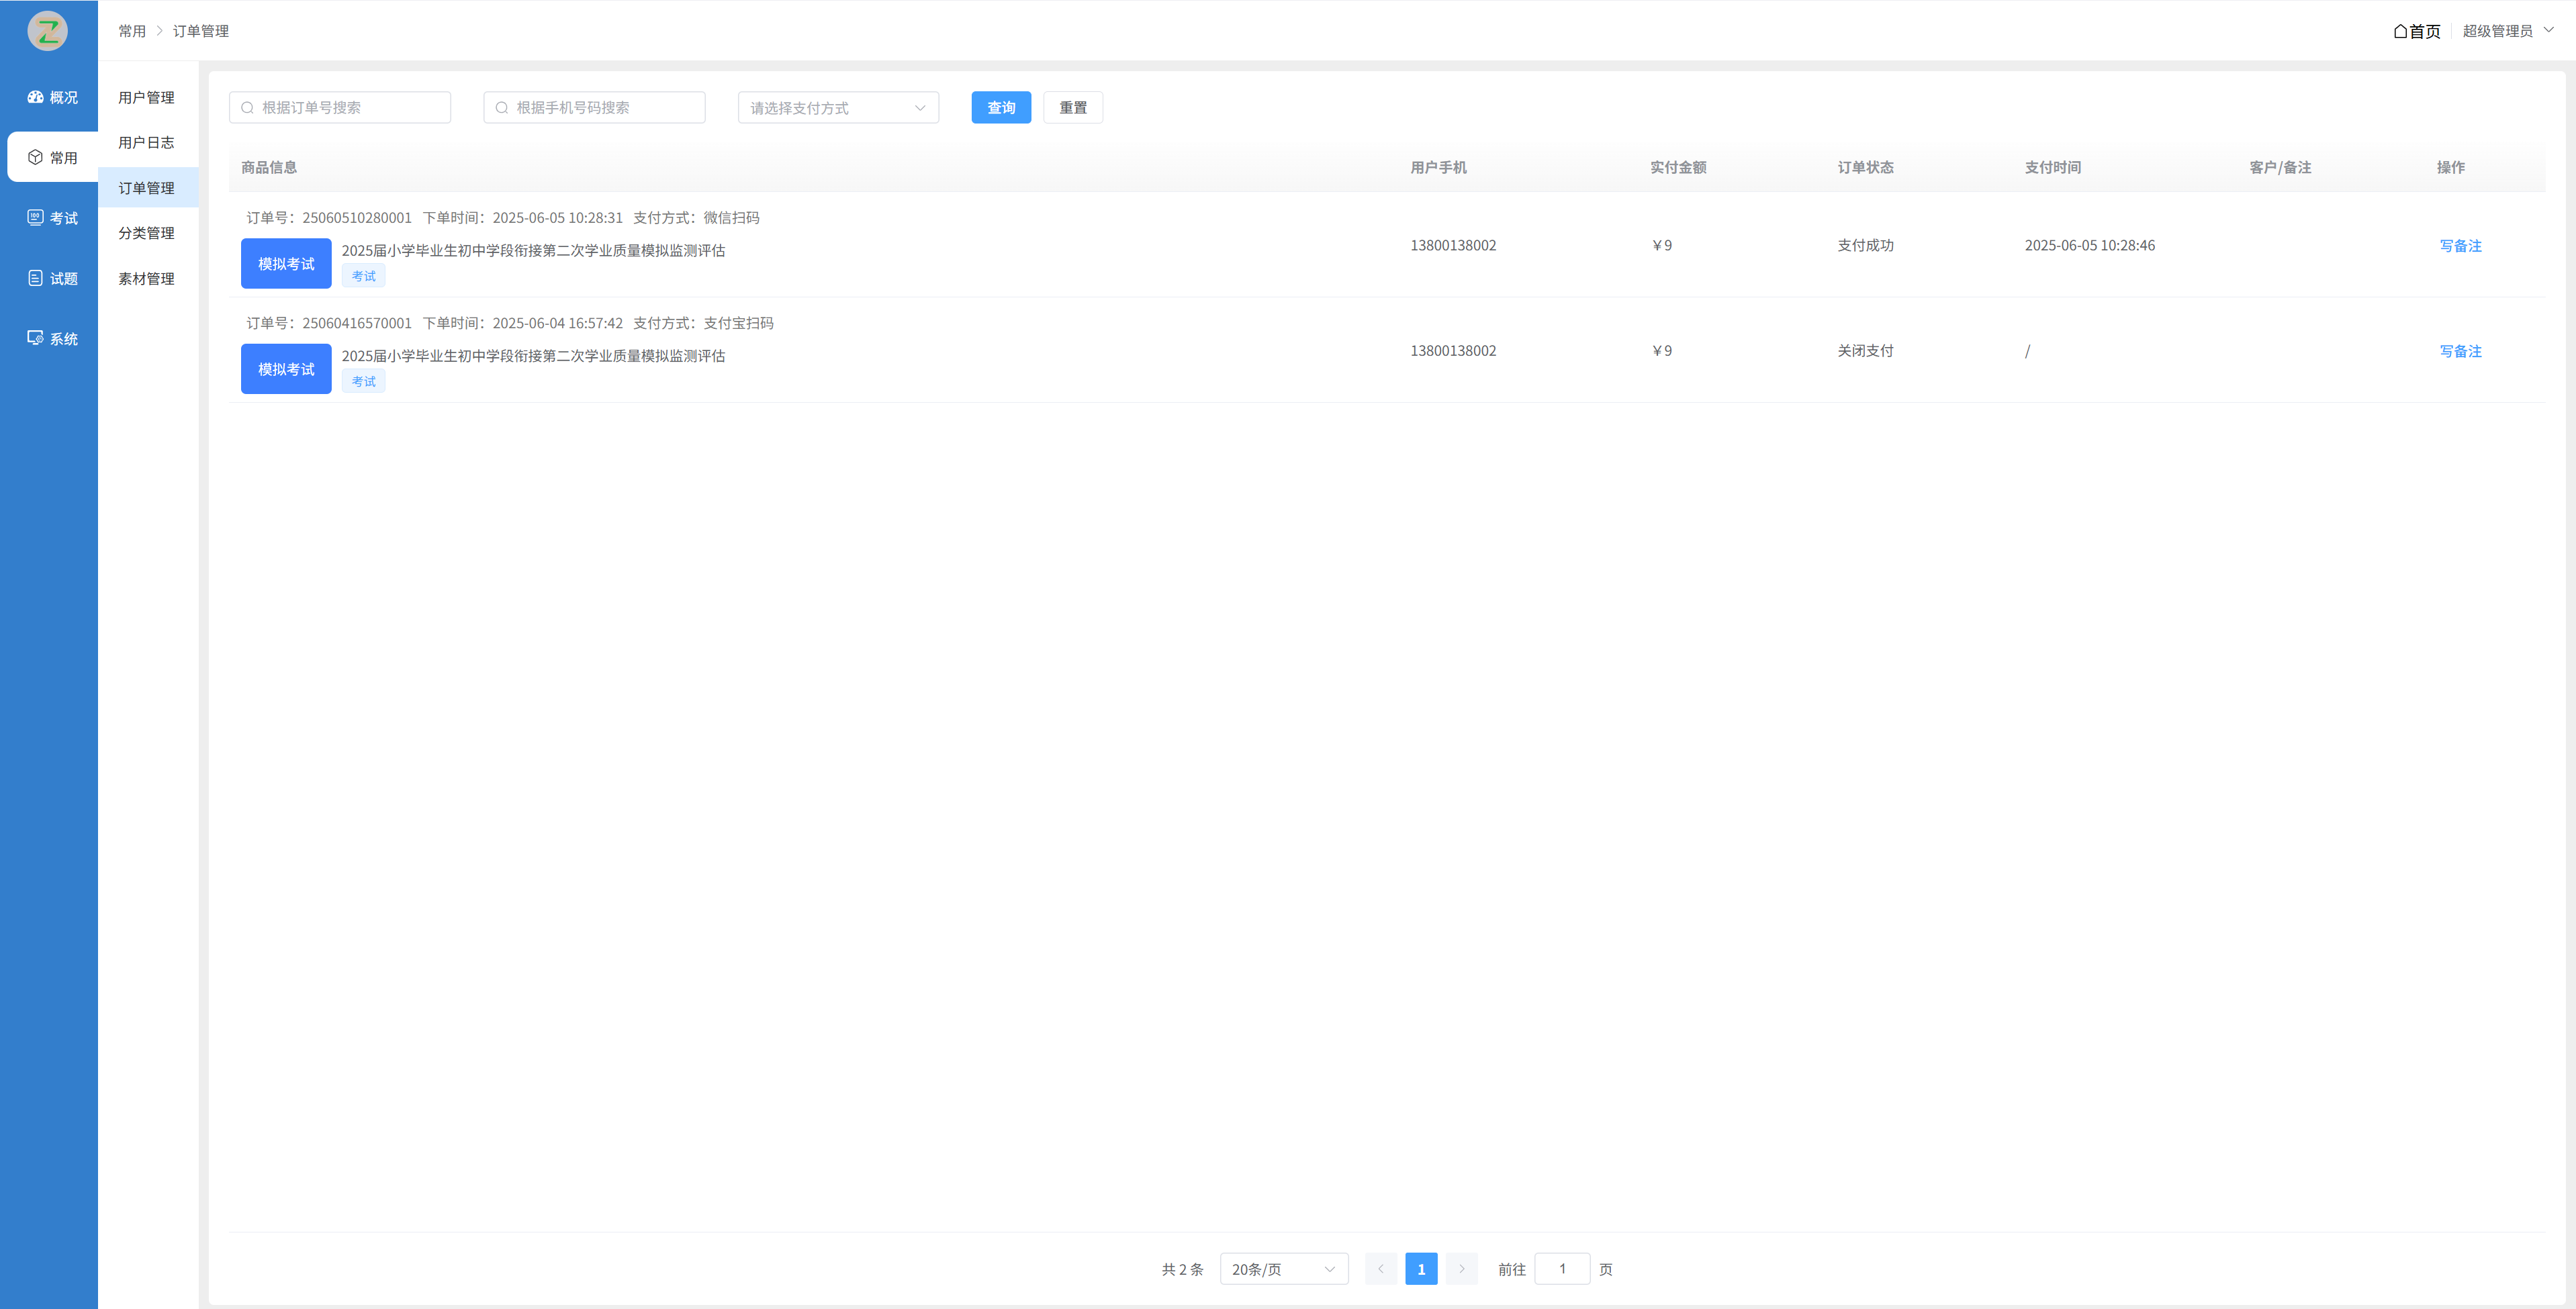 Z
常用 > 订单管理
首页 超级管理员
概况
常用
考试
试题
系统
用户管理
用户日志
订单管理
分类管理
素材管理
根据订单号搜索 根据手机号码搜索 请选择支付方式 查询 重置
商品信息 用户手机 实付金额 订单状态 支付时间 客户/备注 操作
订单号：25060510280001 下单时间：2025-06-05 10:28:31 支付方式：微信扫码
模拟考试 2025届小学毕业生初中学段衔接第二次学业质量模拟监测评估
考试
13800138002 ￥9 支付成功 2025-06-05 10:28:46 写备注
订单号：25060416570001 下单时间：2025-06-04 16:57:42 支付方式：支付宝扫码
模拟考试 2025届小学毕业生初中学段衔接第二次学业质量模拟监测评估
考试
13800138002 ￥9 关闭支付 / 写备注
共 2 条 20条/页 < 1 > 前往 1 页